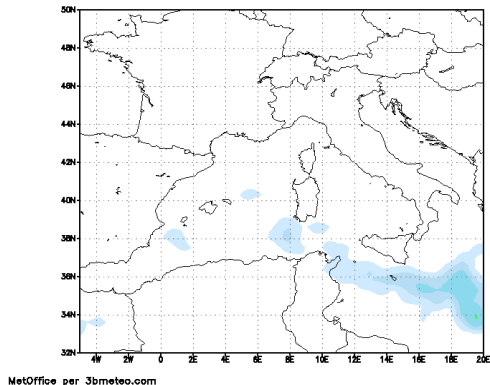 50N
48N
46N
44N
42N
40N
38N
36N
34N
32N
4W 2W 0 2E 4E 6E 8E 10E 12E 14E 16E 18E 20E
MetOffice per 3bmeteo.com